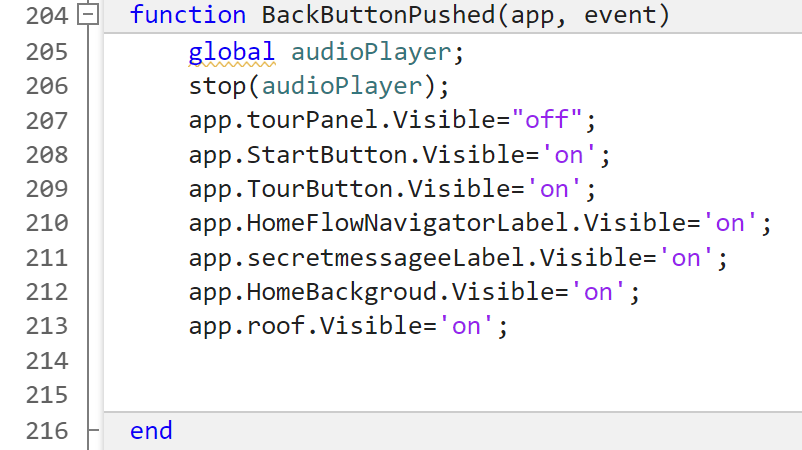 204 function BackButtonPushed(app, event)
205 global audioPlayer;
206 stop(audioPlayer);
207 app.tourPanel.Visible="off";
208 app.StartButton.Visible='on';
209 app.TourButton.Visible='on';
210 app.HomeFlowNavigatorLabel.Visible='on';
211 app.secretmessageeLabel.Visible='on';
212 app.HomeBackgroud.Visible='on';
213 app.roof.Visible='on';
214
215
216 end